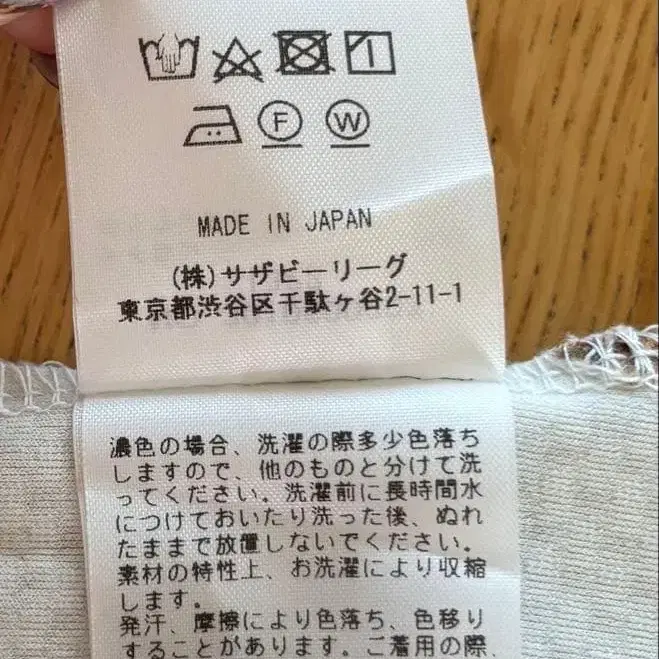 F W
MADE IN JAPAN
(株)サザビーリーグ
東京都渋谷区千駄ヶ谷2-11-1
濃色の場合、洗濯の際多少色落ち
しますので、他のものと分けて洗
ってください。洗濯前に長時間水
につけておいたり洗った後、ぬれ
たままで放置しないでください。
素材の特性上、お洗濯により収縮
します。
発汗、摩擦により色落ち、色移り
することがあります。ご着用の際、